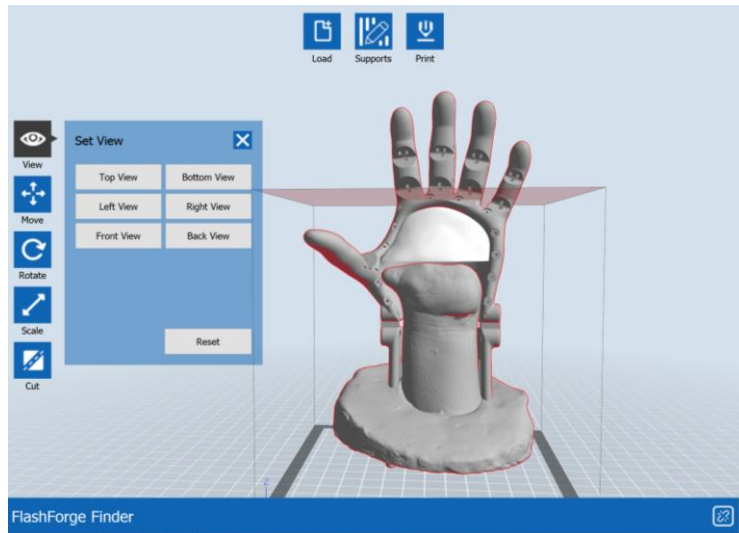 Load Supports Print
View
Set View
Top View Bottom View
Left View Right View
Front View Back View
Reset
Move
Rotate
Scale
Cut
Z
FlashForge Finder